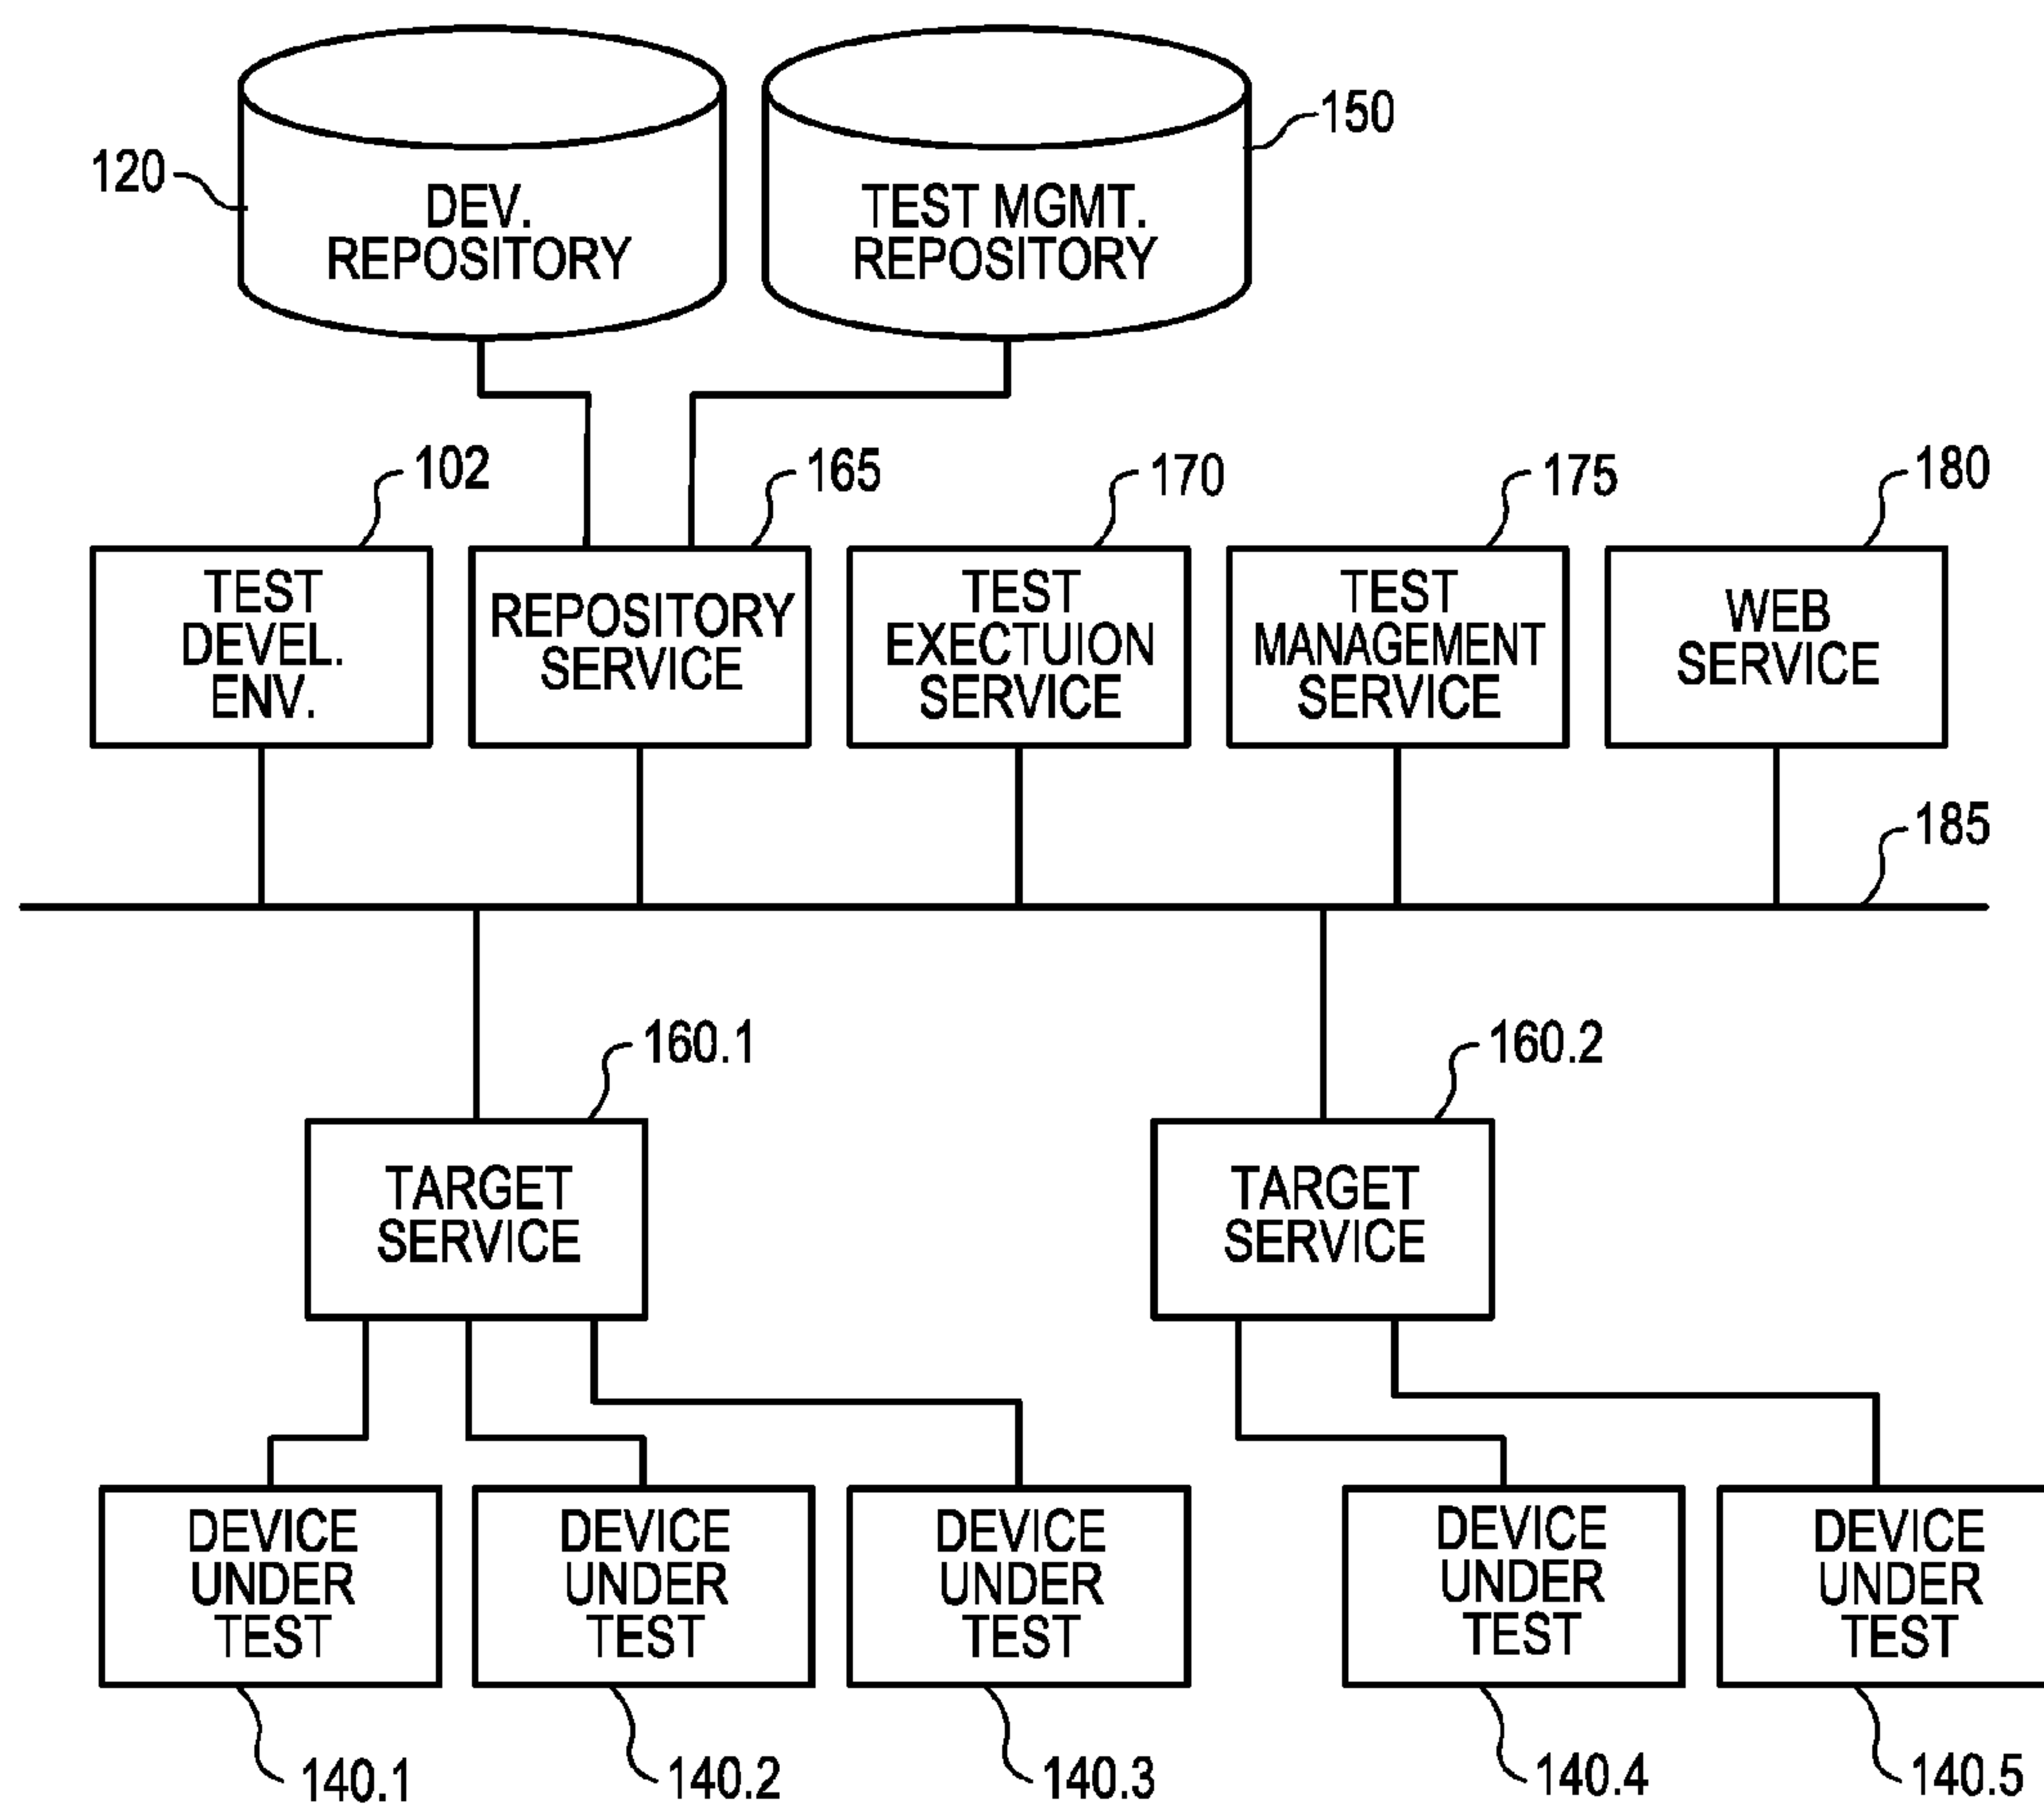 120
DEV.
REPOSITORY
TEST MGMT.
REPOSITORY
150
102
165
170
175
180
TEST
DEVEL.
ENV.
REPOSITORY
SERVICE
TEST
EXECTUION
SERVICE
TEST
MANAGEMENT
SERVICE
WEB
SERVICE
185
160.1
160.2
TARGET
SERVICE
TARGET
SERVICE
DEVICE
UNDER
TEST
DEVICE
UNDER
TEST
DEVICE
UNDER
TEST
DEVICE
UNDER
TEST
DEVICE
UNDER
TEST
140.1
140.2
140.3
140.4
140.5